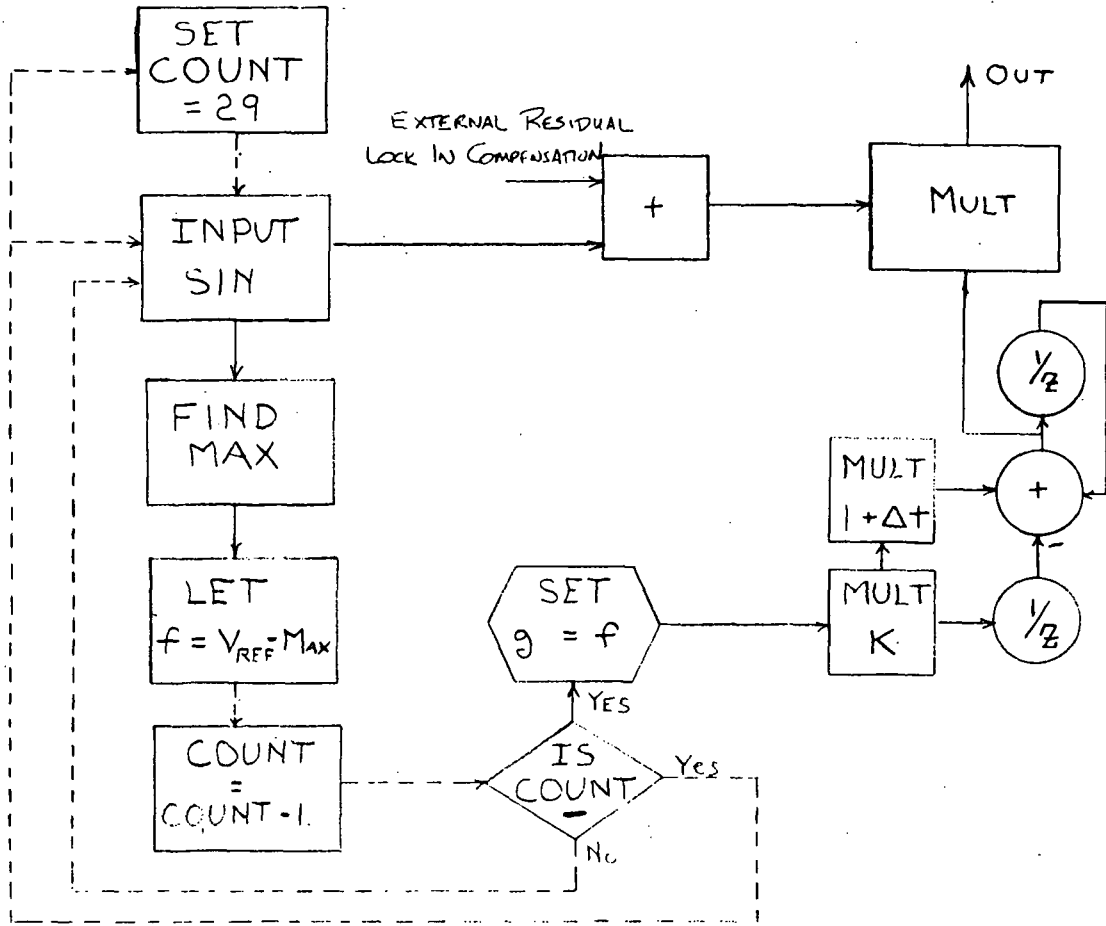 SET
COUNT
= 29
INPUT
SIN
FIND
MAX
LET
f = VREF - MAX
COUNT
=
COUNT - 1.
IS
COUNT
-
YES
Yes
No
SET
g = f
EXTERNAL RESIDUAL
LOCK IN COMPENSATION
+
MULT
OUT
1/z
+
-
MULT
1 + Δt
MULT
K
1/z